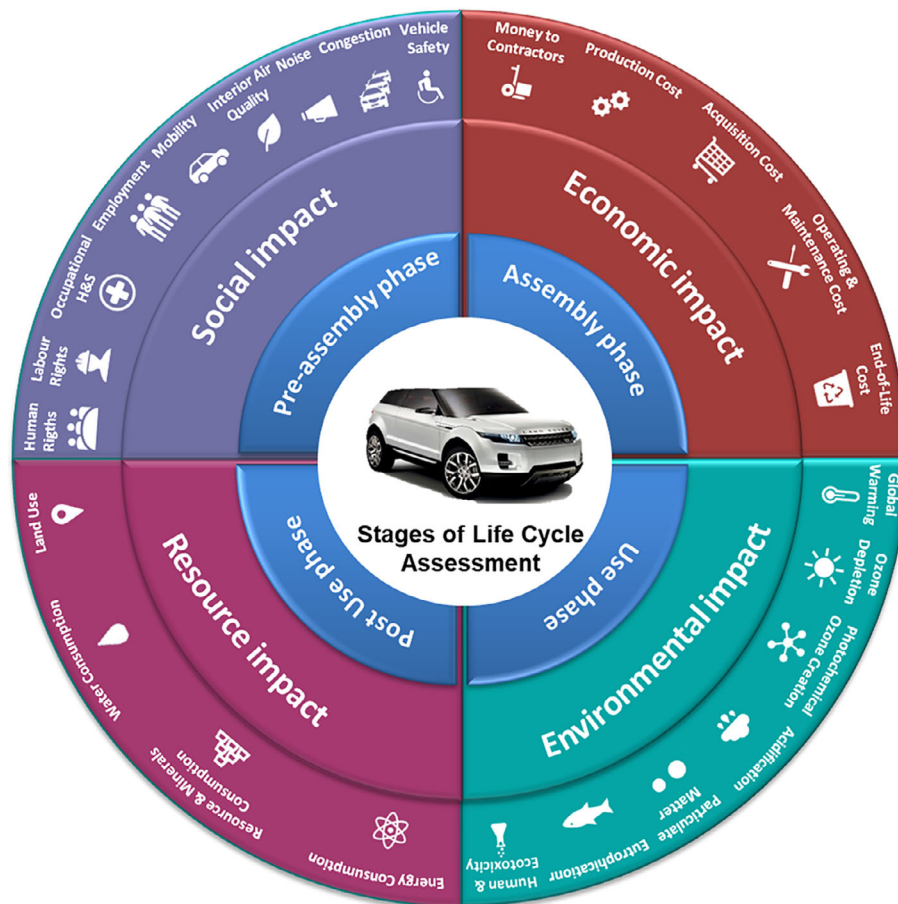 Vehicle
Safety
Congestion
Noise
Interior Air
Quality
Mobility
Employment
Occupational
H&S
Labour
Rights
Human
Rigths
Social impact
Pre-assembly phase
Money to
Contractors
Production Cost
Acquisition Cost
Operating &
Maintenance Cost
End-of-Life
Cost
Economic impact
Assembly phase
LAND ROVER
Stages of Life Cycle
Assessment
Global
Warming
Ozone
Depletion
Photochemical
Ozone Creation
Acidification
Particulate
Matter
Eutrophicationr
Human &
Ecotoxicity
Environmental impact
Use phase
Land Use
Water Consumption
Resource & Minerals
Consumption
Energy Consumption
Resource impact
Post Use phase